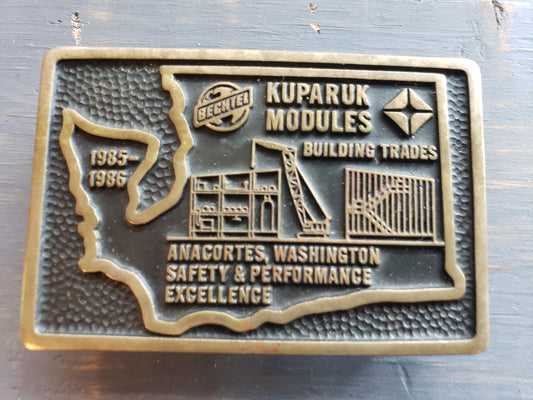 BECHTEL
KUPARUK
MODULES
BUILDING TRADES
1985-
1986
ANACORTES, WASHINGTON
SAFETY & PERFORMANCE
EXCELLENCE